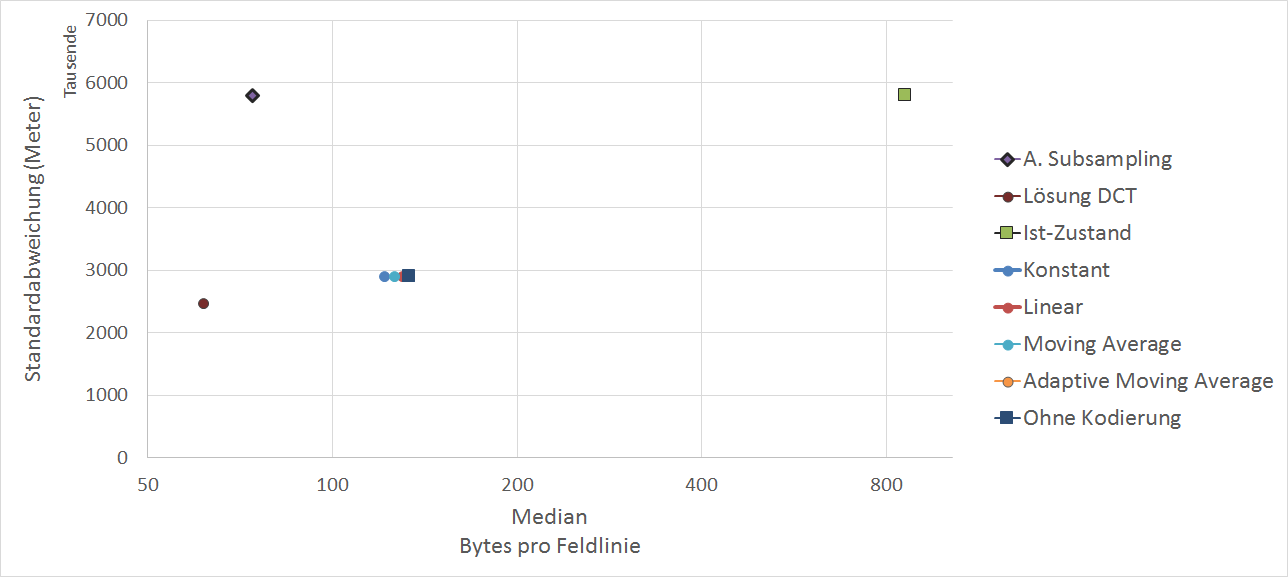 Standardabweichung (Meter)
Tausende
7000
6000
5000
4000
3000
2000
1000
0
50 100 200 400 800
Median
Bytes pro Feldlinie
A. Subsampling
Lösung DCT
Ist-Zustand
Konstant
Linear
Moving Average
Adaptive Moving Average
Ohne Kodierung